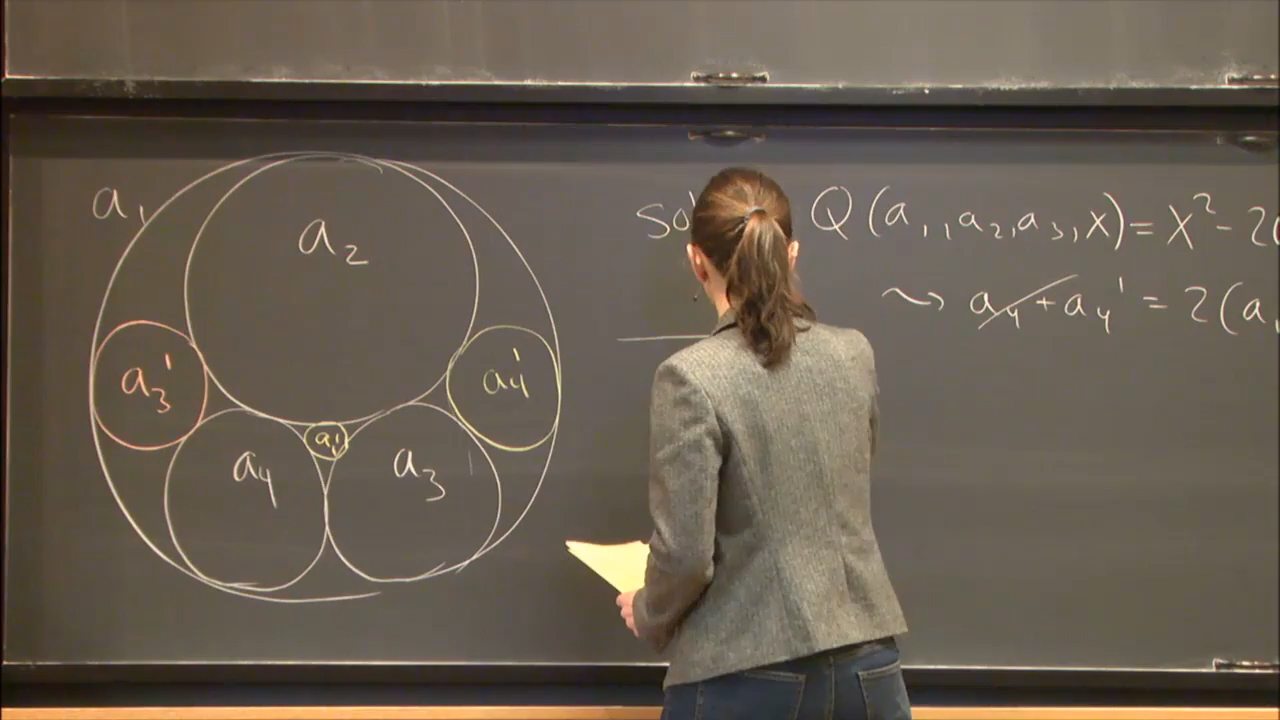 a₁
a₂
a₃'
a₄'
a₁'
a₄
a₃
Q(a₁,a₂,a₃,x)=x²-2
⇝ a₄+a₄'=2(a